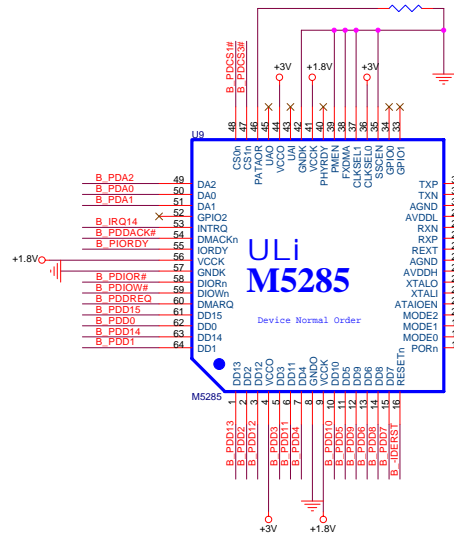 B_PDCS1#
B_PDCS3#
+3V
+1.8V
+3V
48
47
46
45
44
43
42
41
40
39
38
37
36
35
34
33
U9
CS0n
CS1n
PATAOR
UAO
VCCO
UAI
GNDK
VCCK
PHYRDY
PMEN
FXDMA
CLKSEL1
CLKSEL0
SSCEN
GPIO0
GPIO1
B_PDA2 49 DA2
B_PDA0 50 DA0
B_PDA1 51 DA1
52 GPIO2
B_IRQ14 53 INTRQ
B_PDDACK# 54 DMACKn
B_PIORDY 55 IORDY
+1.8V 56 VCCK
57 GNDK
B_PDIOR# 58 DIORn
B_PDIOW# 59 DIOWn
B_PDDREQ 60 DMARQ
B_PDD15 61 DD15
B_PDD0 62 DD0
B_PDD14 63 DD14
B_PDD1 64 DD1
TXP
TXN
AGND
AVDDL
RXN
RXP
REXT
AGND
AVDDH
XTALO
XTALI
ATAIOEN
MODE2
MODE1
MODE0
PORn
ULi
M5285
Device Normal Order
DD13
DD2
DD12
VCCO
DD3
DD11
DD4
GNDO
VCCK
DD10
DD5
DD9
DD6
DD8
DD7
RESETn
M5285
1
2
3
4
5
6
7
8
9
10
11
12
13
14
15
16
B_PDD13
B_PDD2
B_PDD12
B_PDD3
B_PDD11
B_PDD4
B_PDD10
B_PDD5
B_PDD9
B_PDD6
B_PDD8
B_PDD7
B_-IDERST
+3V
+1.8V